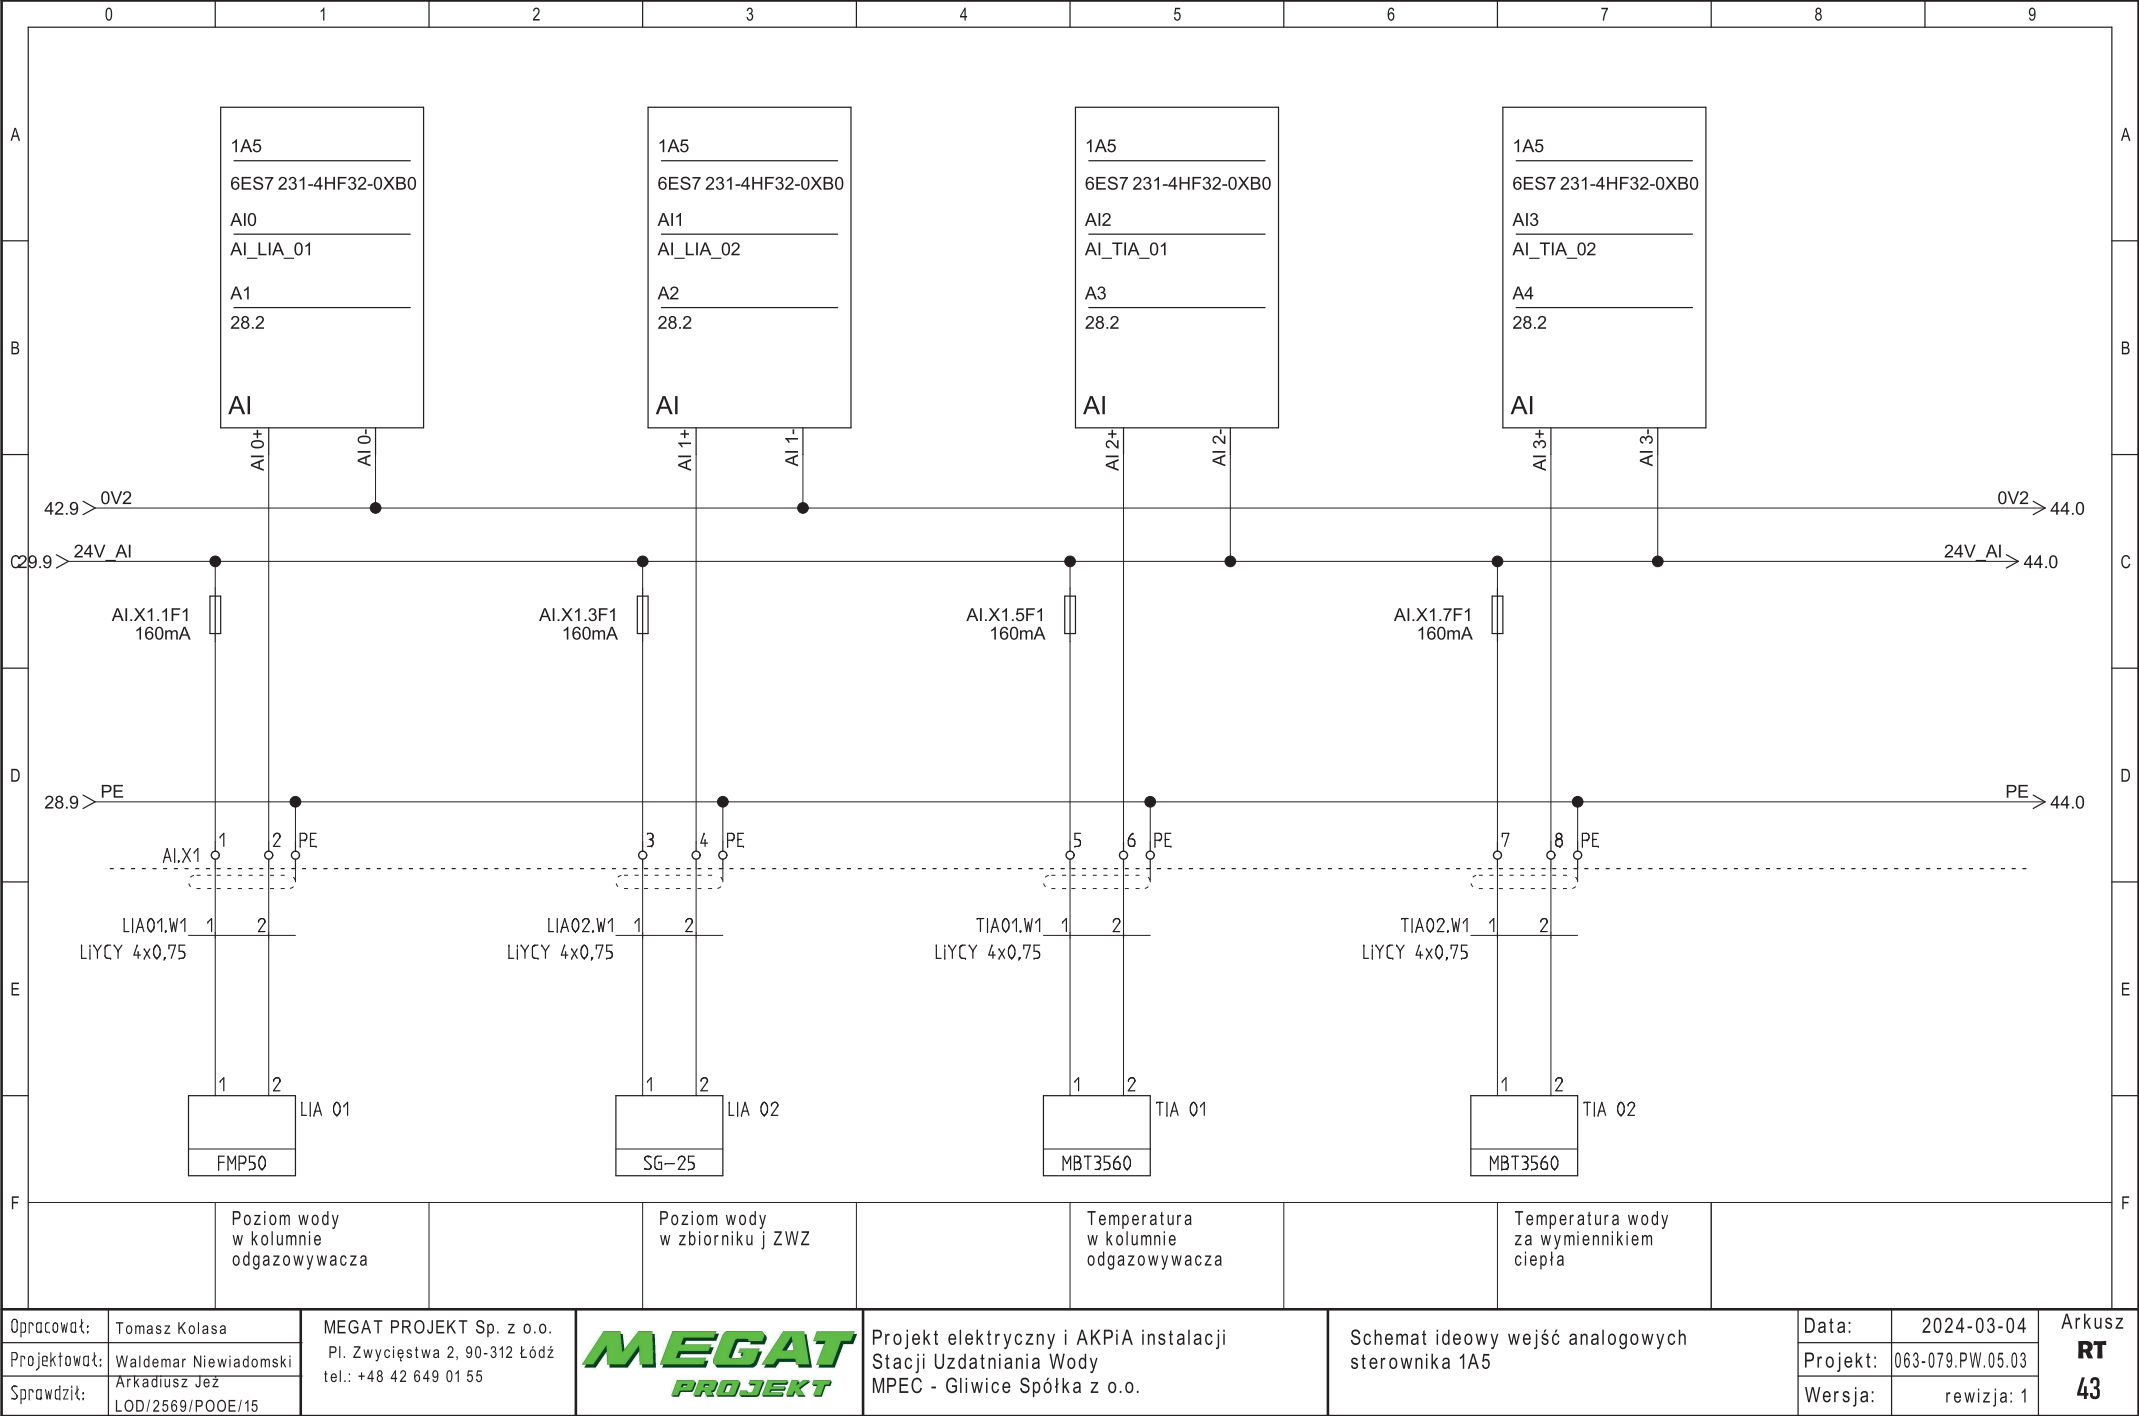 0 1 2 3 4 5 6 7 8 9
A A
1A5 1A5 1A5 1A5
6ES7 231-4HF32-0XB0 6ES7 231-4HF32-0XB0 6ES7 231-4HF32-0XB0 6ES7 231-4HF32-0XB0
AI0 AI1 AI2 AI3
AI_LIA_01 AI_LIA_02 AI_TIA_01 AI_TIA_02
A1 A2 A3 A4
28.2 28.2 28.2 28.2
B B
AI AI AI AI
AI 0+ AI 0- AI 1+ AI 1- AI 2+ AI 2- AI 3+ AI 3-
42.9 0V2 0V2 44.0
C 29.9 24V_AI 24V_AI 44.0 C
AI.X1.1F1 AI.X1.3F1 AI.X1.5F1 AI.X1.7F1
160mA 160mA 160mA 160mA
D D
28.9 PE PE 44.0
AI.X1 1 2 PE 3 4 PE 5 6 PE 7 8 PE
LIA01.W1 1 2 LIA02.W1 1 2 TIA01.W1 1 2 TIA02.W1 1 2
LiYCY 4x0,75 LiYCY 4x0,75 LiYCY 4x0,75 LiYCY 4x0,75
E E
1 2 1 2 1 2 1 2
LIA 01 LIA 02 TIA 01 TIA 02
FMP50 SG-25 MBT3560 MBT3560
F F
Poziom wody
w kolumnie
odgazowywacza
Poziom wody
w zbiorniku j ZWZ
Temperatura
w kolumnie
odgazowywacza
Temperatura wody
za wymiennikiem
ciepła
Opracował: Tomasz Kolasa
Projektował: Waldemar Niewiadomski
Sprawdził: Arkadiusz Jeż
LOD/2569/POOE/15
MEGAT PROJEKT Sp. z o.o.
Pl. Zwycięstwa 2, 90-312 Łódź
tel.: +48 42 649 01 55
MEGAT
PROJEKT
Projekt elektryczny i AKPiA instalacji
Stacji Uzdatniania Wody
MPEC - Gliwice Spółka z o.o.
Schemat ideowy wejść analogowych
sterownika 1A5
Data: 2024-03-04
Projekt: 063-079.PW.05.03
Wersja: rewizja: 1
Arkusz
RT
43